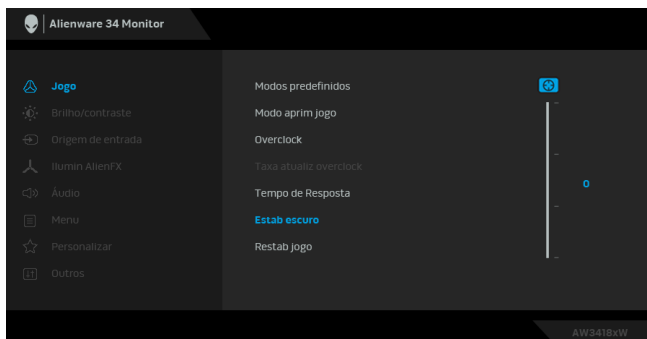 Alienware 34 Monitor
Jogo
Brilho/contraste
Origem de entrada
Ilumin AlienFX
Áudio
Menu
Personalizar
Outros
Modos predefinidos
Modo aprim jogo
Overclock
Taxa atualiz overclock
Tempo de Resposta
Estab escuro
Restab jogo
0
AW3418xW